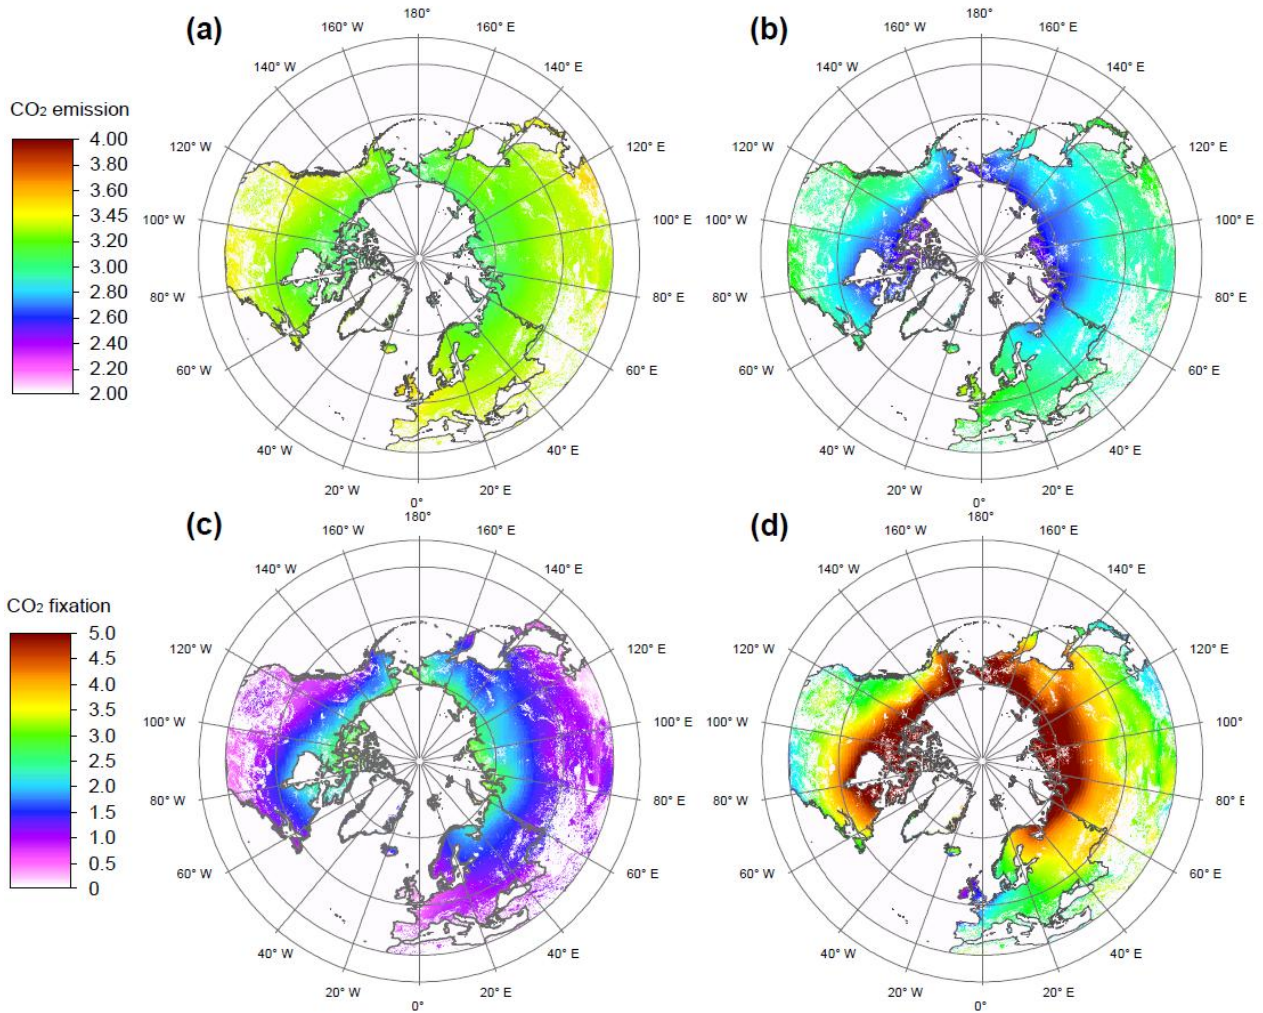 (a)
180°
160° W
160° E
140° W
140° E
120° W
120° E
100° W
100° E
80° W
80° E
60° W
60° E
40° W
40° E
20° W
20° E
0°
(b)
180°
160° W
160° E
140° W
140° E
120° W
120° E
100° W
100° E
80° W
80° E
60° W
60° E
40° W
40° E
20° W
20° E
0°
CO2 emission
4.00
3.80
3.60
3.45
3.20
3.00
2.80
2.60
2.40
2.20
2.00
(c)
180°
160° W
160° E
140° W
140° E
120° W
120° E
100° W
100° E
80° W
80° E
60° W
60° E
40° W
40° E
20° W
20° E
0°
(d)
180°
160° W
160° E
140° W
140° E
120° W
120° E
100° W
100°
80° W
80° E
60° W
60° E
40° W
40° E
20° W
20° E
0°
CO2 fixation
5.0
4.5
4.0
3.5
3.0
2.5
2.0
1.5
1.0
0.5
0